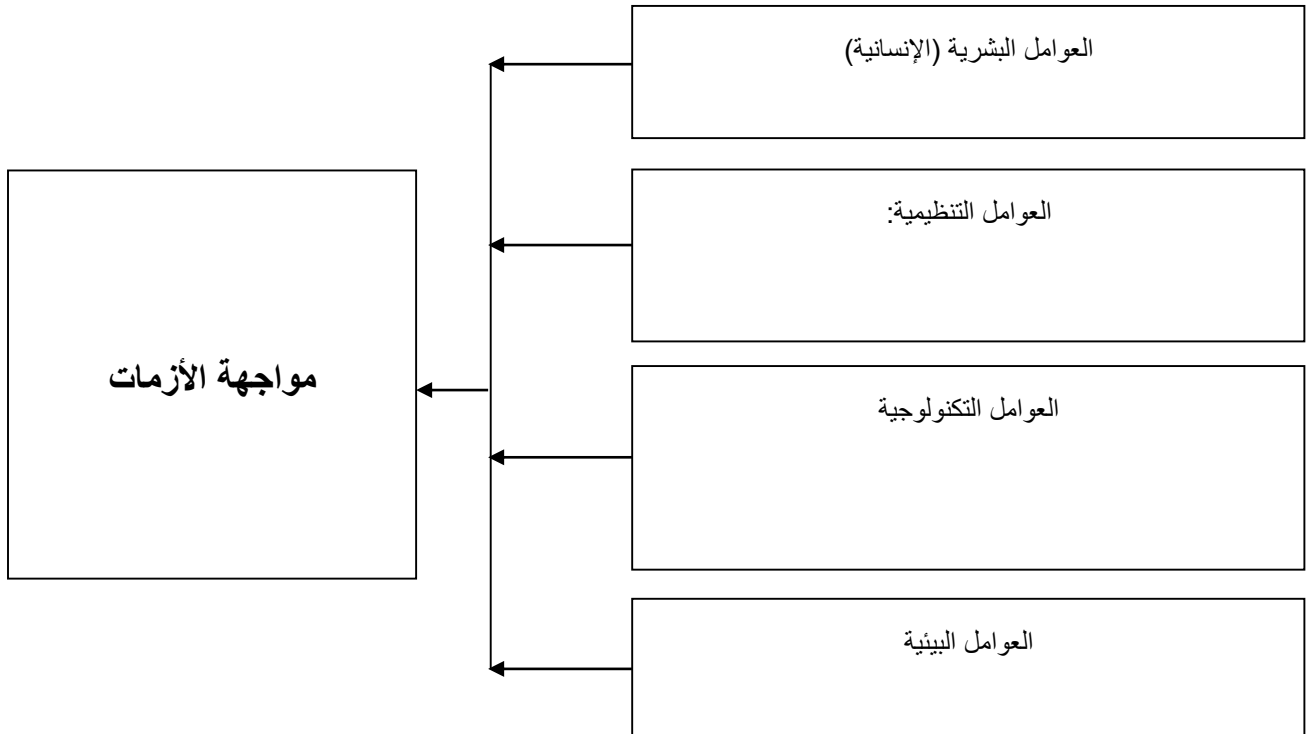 العوامل البشرية (الإنسانية)
العوامل التنظيمية:
مواجهة الأزمات
العوامل التكنولوجية
العوامل البيئية